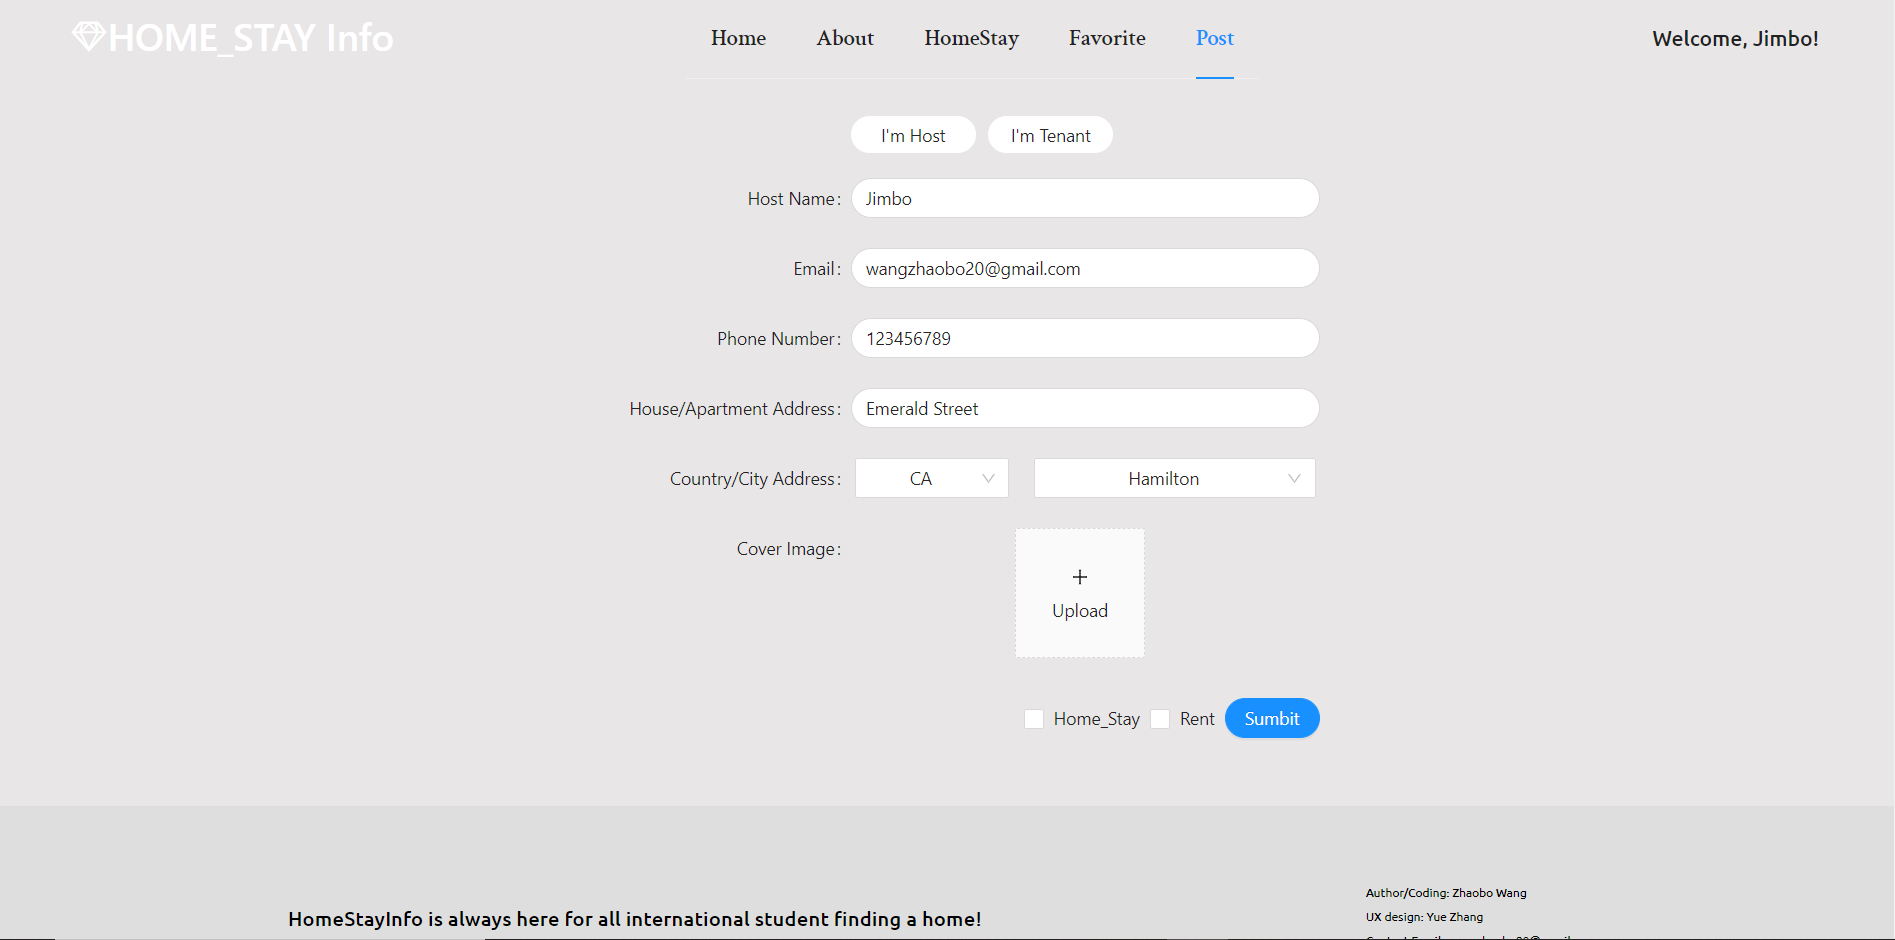 HOME_STAY Info
Home About HomeStay Favorite Post
Welcome, Jimbo!
I'm Host I'm Tenant
Host Name: Jimbo
Email: wangzhaobo20@gmail.com
Phone Number: 123456789
House/Apartment Address: Emerald Street
Country/City Address: CA Hamilton
Cover Image:
+
Upload
Home_Stay Rent Sumbit
Author/Coding: Zhaobo Wang
HomeStayInfo is always here for all international student finding a home!
UX design: Yue Zhang